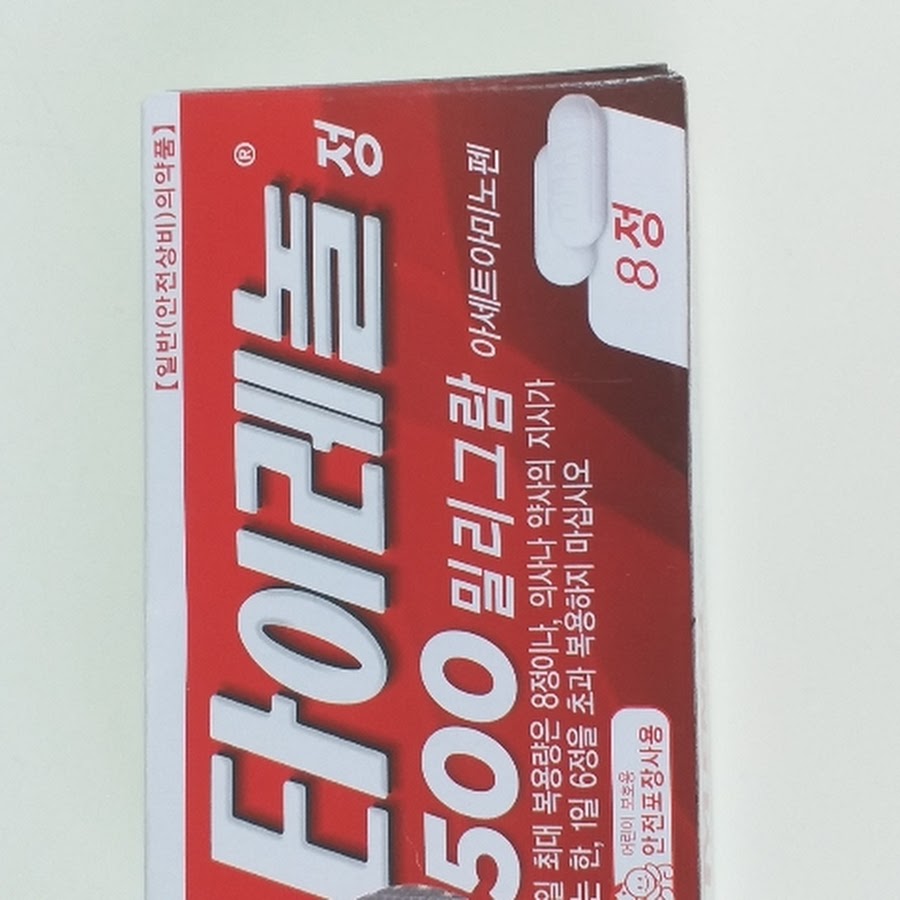 【일반(안전상비)의약품】
타이레놀정®
500밀리그람 아세트아미노펜
일 최대 복용량은 8정이나, 의사나 약사의 지시가
는 한, 1일 6정을 초과 복용하지 마십시오
8정
어린이 보호용
안전포장사용